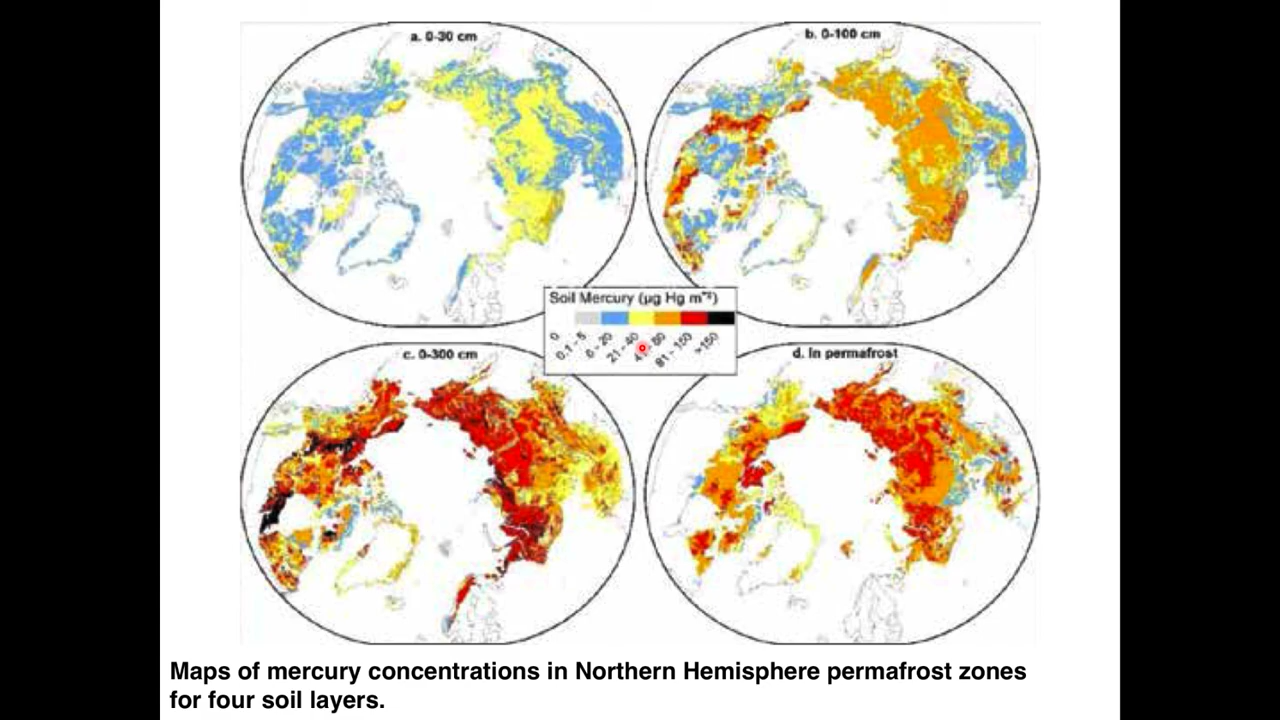 a. 0-30 cm
b. 0-100 cm
Soil Mercury (µg Hg m⁻²)
0
0.1 - 5
6 - 20
21 - 40
81 - 150
>150
c. 0-300 cm
d. In permafrost
Maps of mercury concentrations in Northern Hemisphere permafrost zones
for four soil layers.